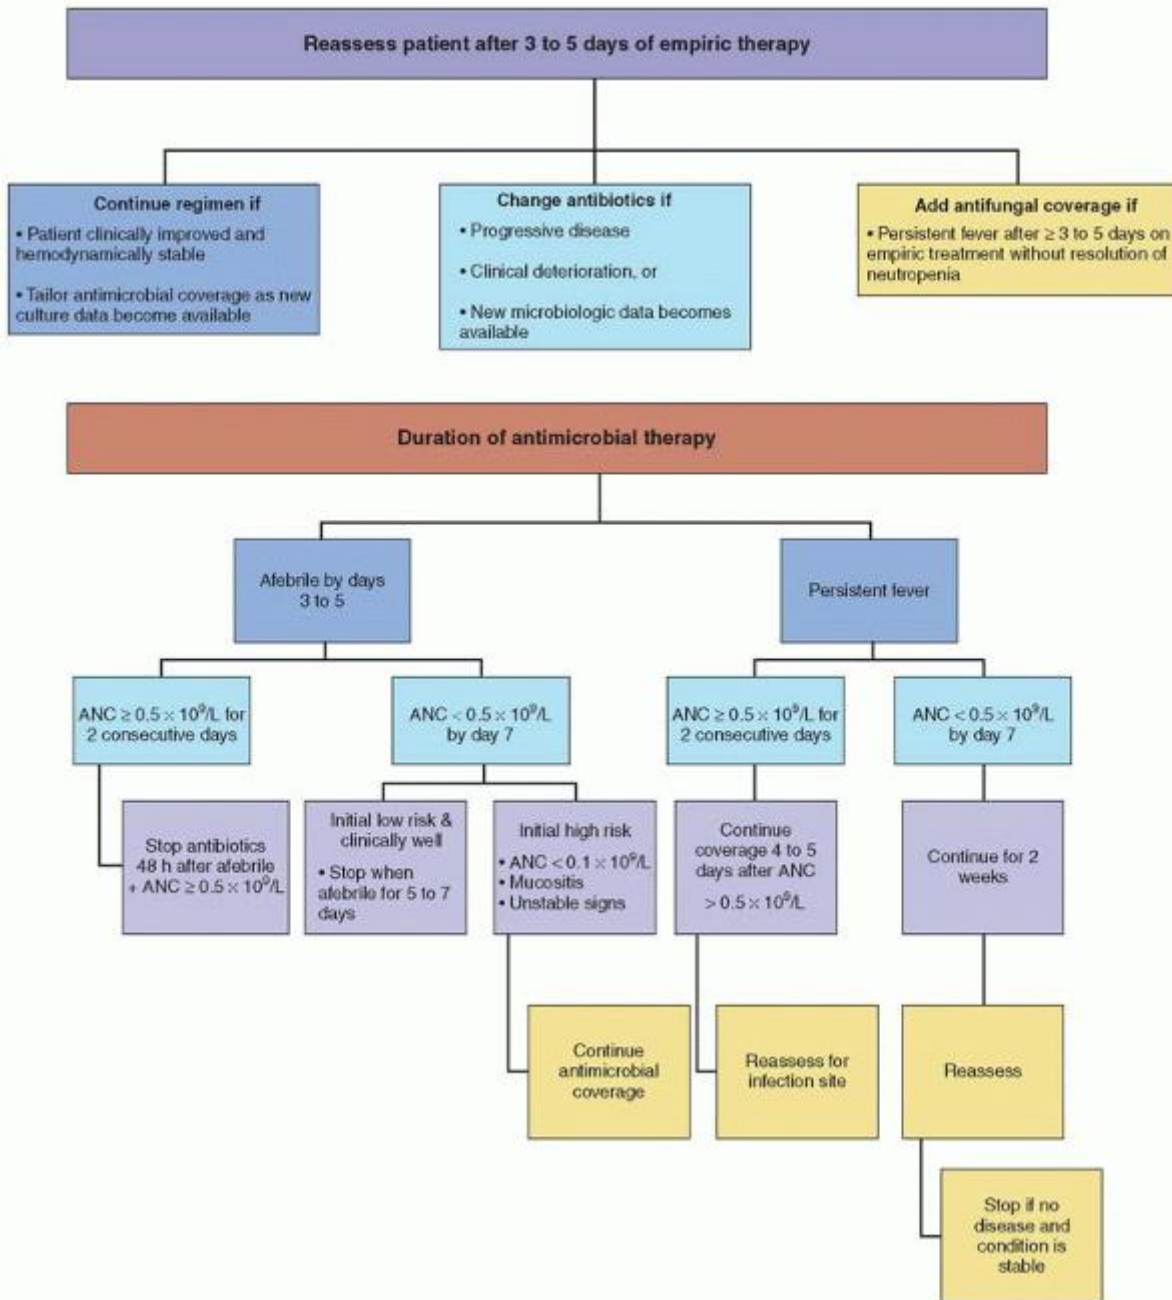 Reassess patient after 3 to 5 days of empiric therapy
Continue regimen if
• Patient clinically improved and
hemodynamically stable
• Tailor antimicrobial coverage as new
culture data become available
Change antibiotics if
• Progressive disease
• Clinical deterioration, or
• New microbiologic data becomes
available
Add antifungal coverage if
• Persistent fever after ≥ 3 to 5 days on
empiric treatment without resolution of
neutropenia
Duration of antimicrobial therapy
Afebrile by days
3 to 5
Persistent fever
ANC ≥ 0.5 × 10⁹/L for
2 consecutive days
ANC < 0.5 × 10⁹/L
by day 7
ANC ≥ 0.5 × 10⁹/L for
2 consecutive days
ANC < 0.5 × 10⁹/L
by day 7
Stop antibiotics
48 h after afebrile
+ ANC ≥ 0.5 × 10⁹/L
Initial low risk &
clinically well
• Stop when
afebrile for 5 to 7
days
Initial high risk
• ANC < 0.1 × 10⁹/L
• Mucositis
• Unstable signs
Continue
coverage 4 to 5
days after ANC
> 0.5 × 10⁹/L
Continue for 2
weeks
Continue
antimicrobial
coverage
Reassess for
infection site
Reassess
Stop if no
disease and
condition is
stable